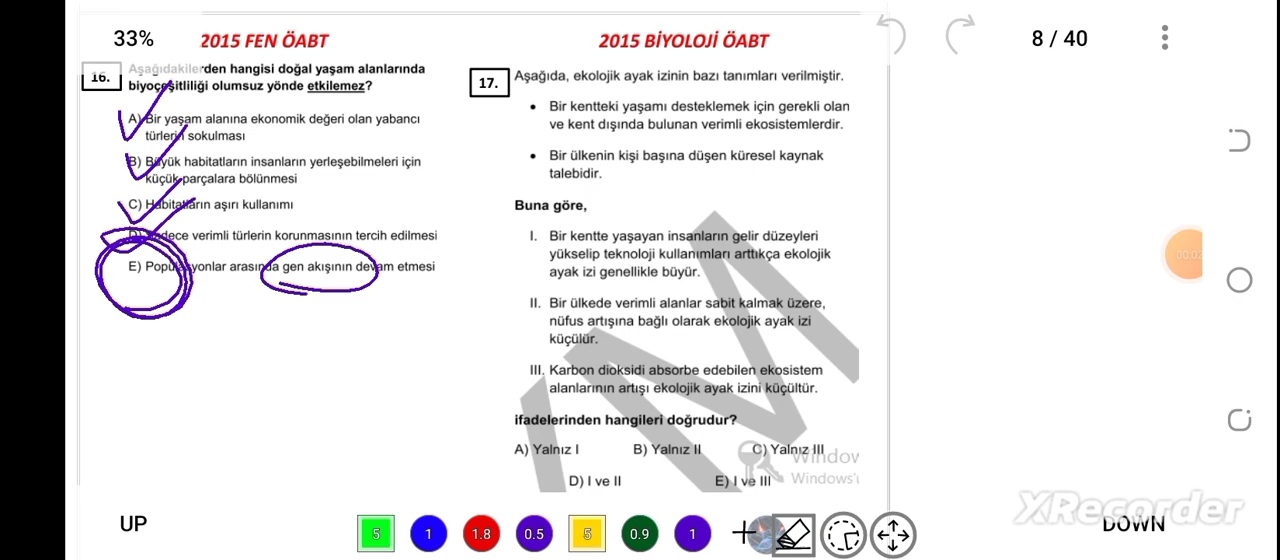 33%
8 / 40
2015 FEN ÖABT
16.
Aşağıdakilerden hangisi doğal yaşam alanlarında
biyoçeşitliliği olumsuz yönde etkilemez?
A) Bir yaşam alanına ekonomik değeri olan yabancı
türlerin sokulması
B) Büyük habitatların insanların yerleşebilmeleri için
küçük parçalara bölünmesi
C) Habitatların aşırı kullanımı
D) Sadece verimli türlerin korunmasının tercih edilmesi
E) Popülasyonlar arasında gen akışının devam etmesi
2015 BİYOLOJİ ÖABT
17.
Aşağıda, ekolojik ayak izinin bazı tanımları verilmiştir.
• Bir kentteki yaşamı desteklemek için gerekli olan
ve kent dışında bulunan verimli ekosistemlerdir.
• Bir ülkenin kişi başına düşen küresel kaynak
talebidir.
Buna göre,
I. Bir kentte yaşayan insanların gelir düzeyleri
yükselip teknoloji kullanımları arttıkça ekolojik
ayak izi genellikle büyür.
II. Bir ülkede verimli alanlar sabit kalmak üzere,
nüfus artışına bağlı olarak ekolojik ayak izi
küçülür.
III. Karbon dioksidi absorbe edebilen ekosistem
alanlarının artışı ekolojik ayak izini küçültür.
ifadelerinden hangileri doğrudur?
A) Yalnız I B) Yalnız II C) Yalnız III
D) I ve II E) I ve III
Window
Windows'u
00:02
XRecorder
UP
5 1 1.8 0.5 5 0.9 1
DOWN